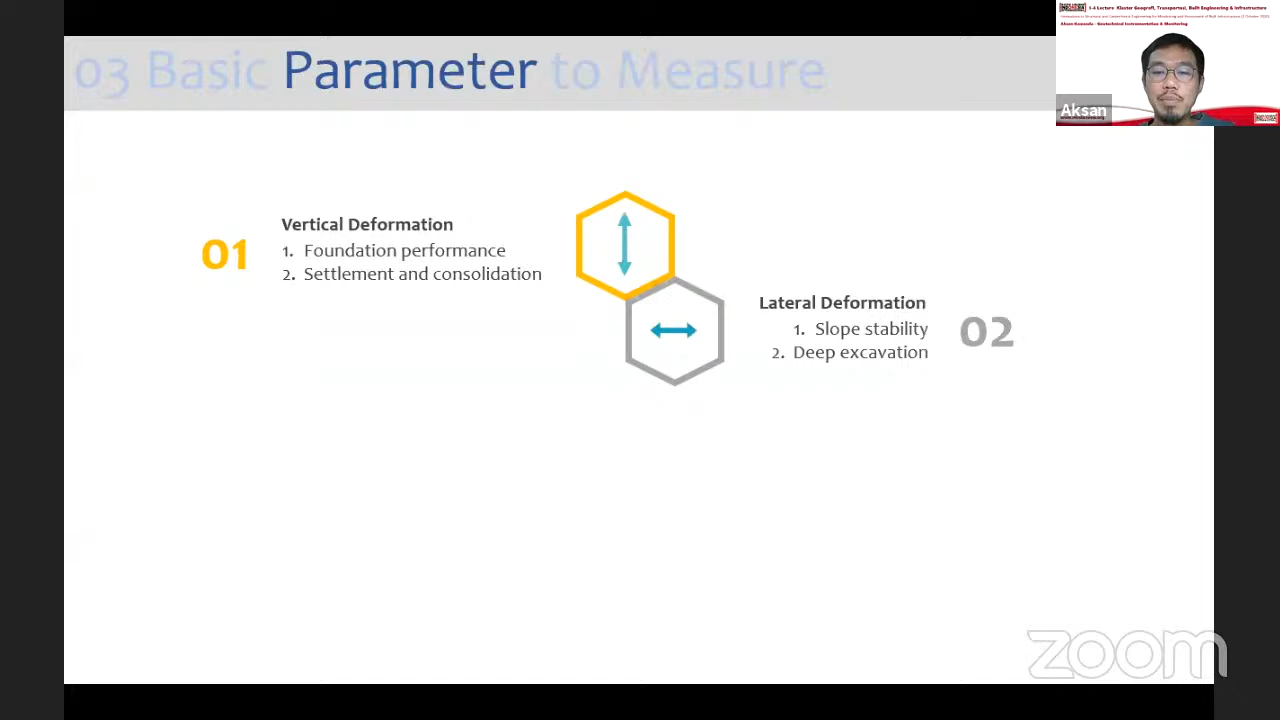 03 Basic Parameter to Measure
01
Vertical Deformation
1. Foundation performance
2. Settlement and consolidation
Lateral Deformation
1. Slope stability
2. Deep excavation
02
Aksan
zoom